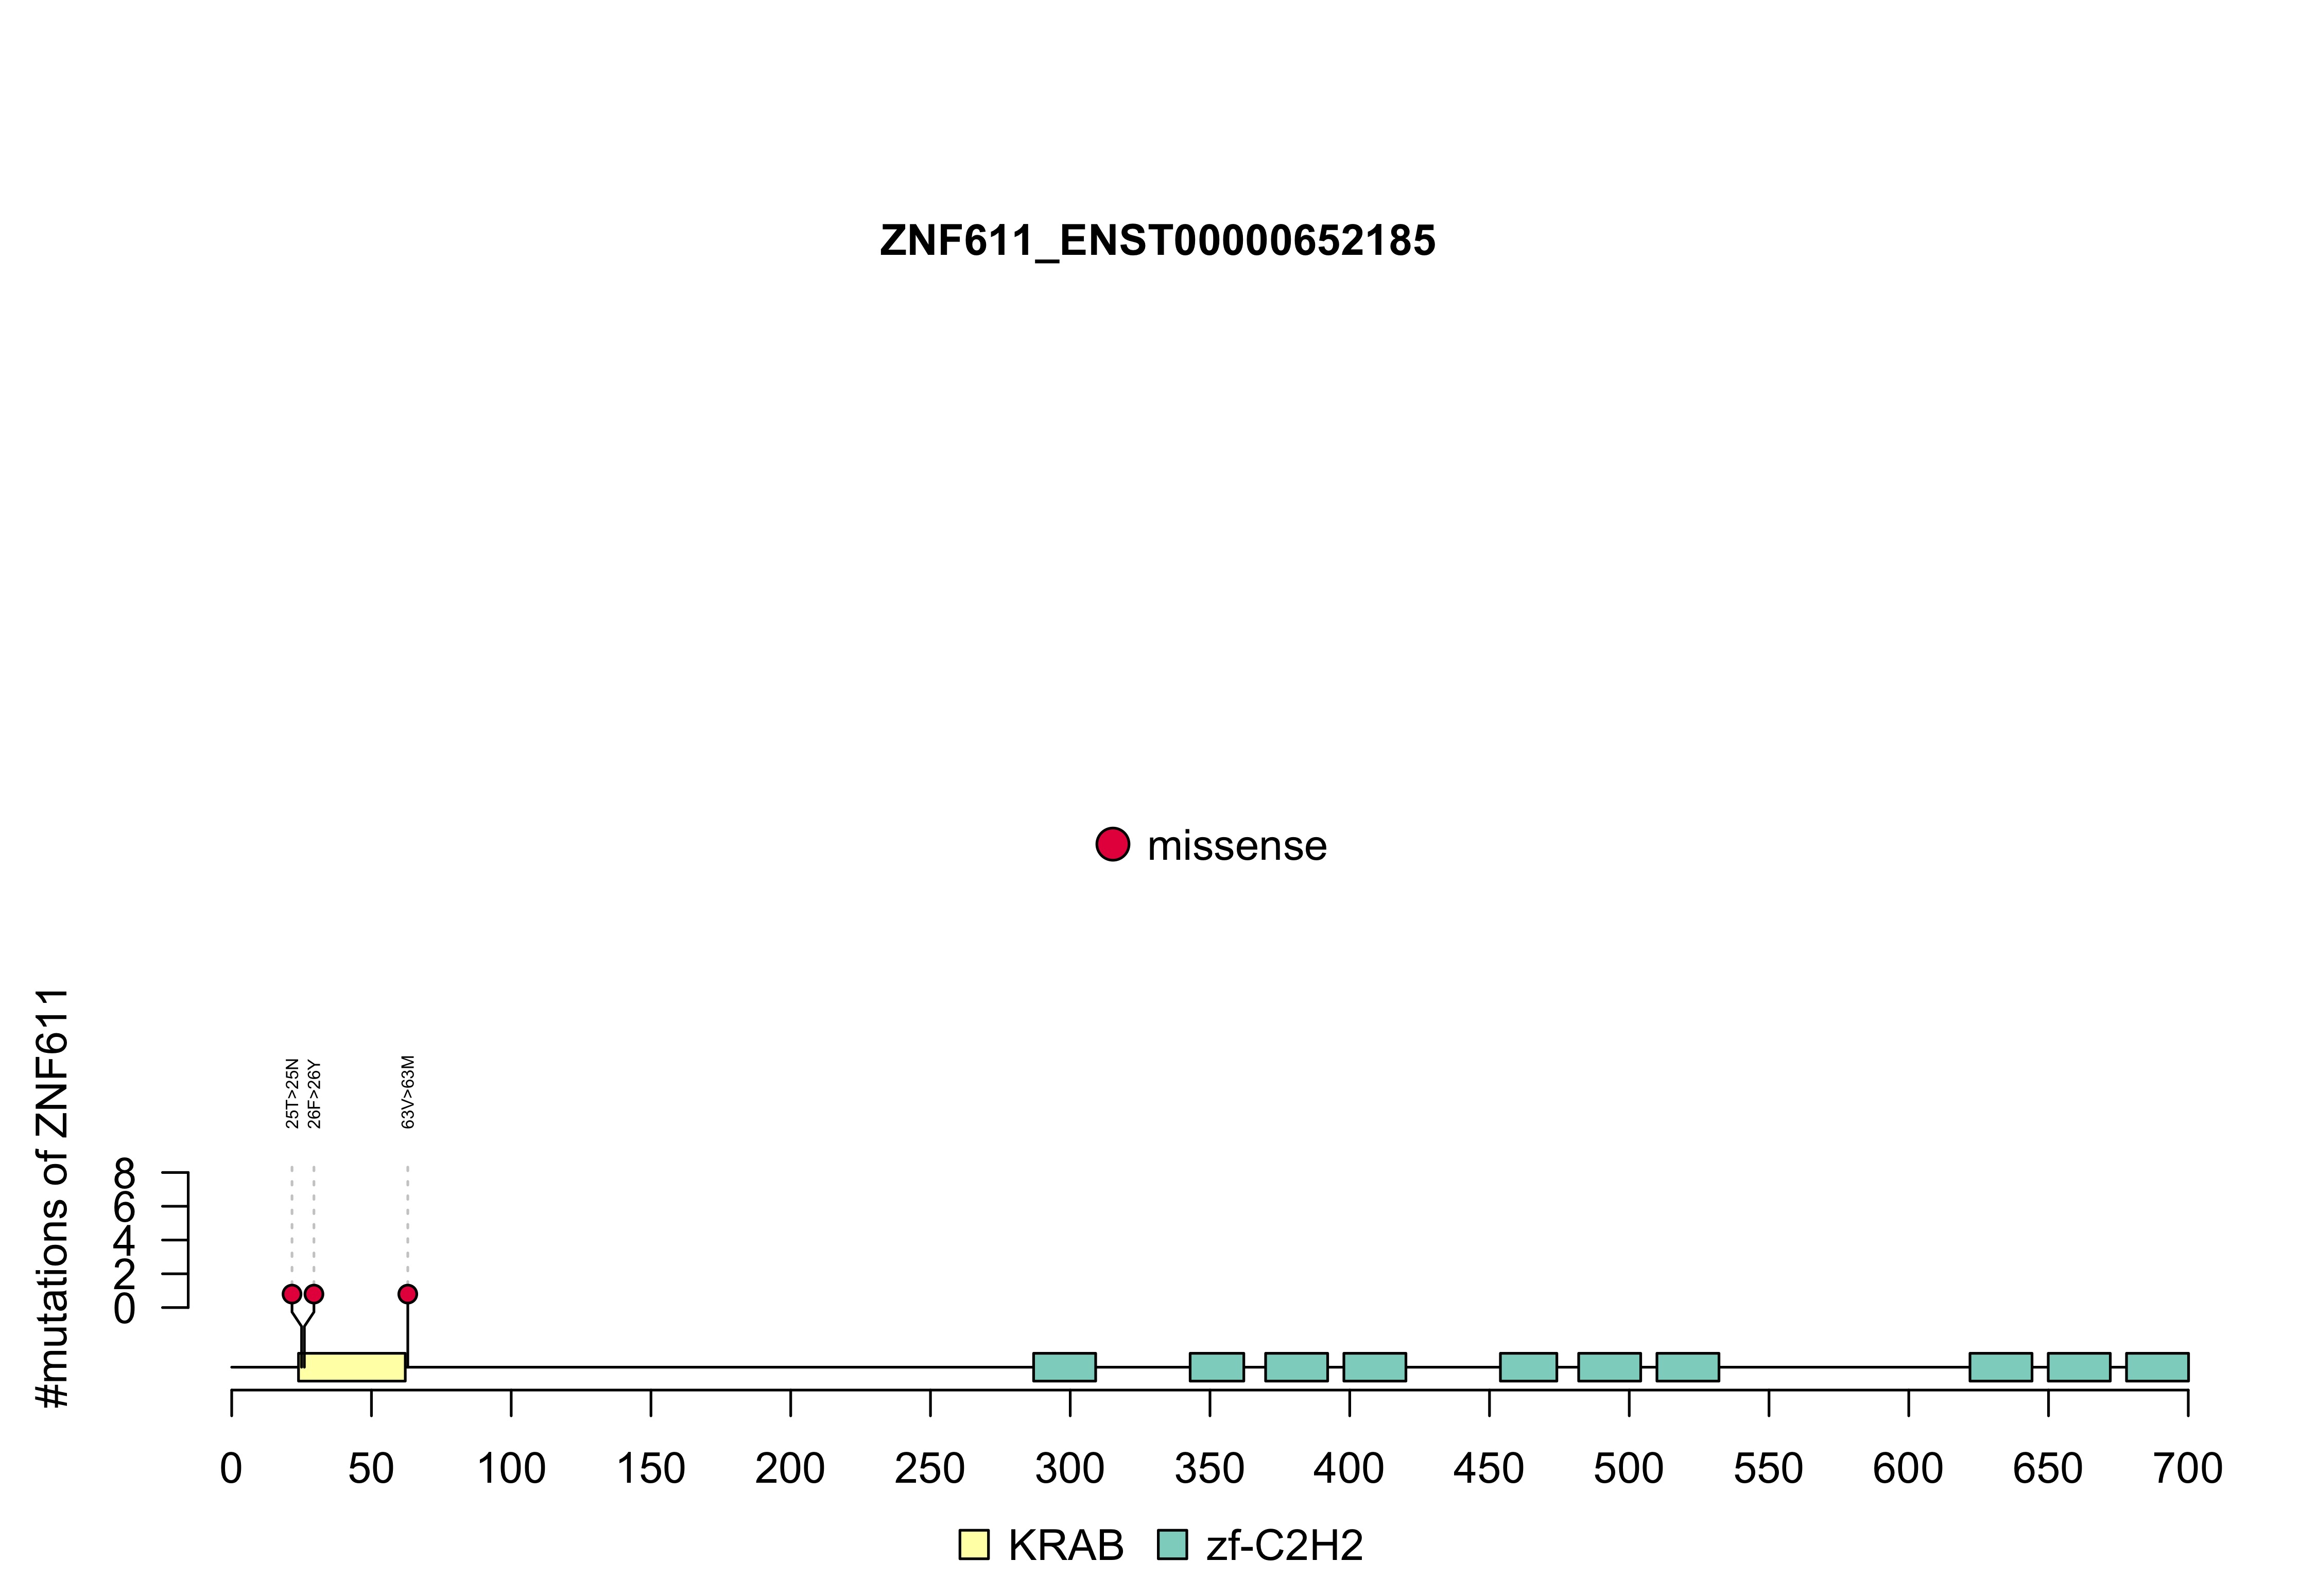 ZNF611_ENST00000652185
missense
#mutations of ZNF611
25T>25N
26F>26Y
63V>63M
8
6
4
2
0
0 50 100 150 200 250 300 350 400 450 500 550 600 650 700
KRAB zf-C2H2